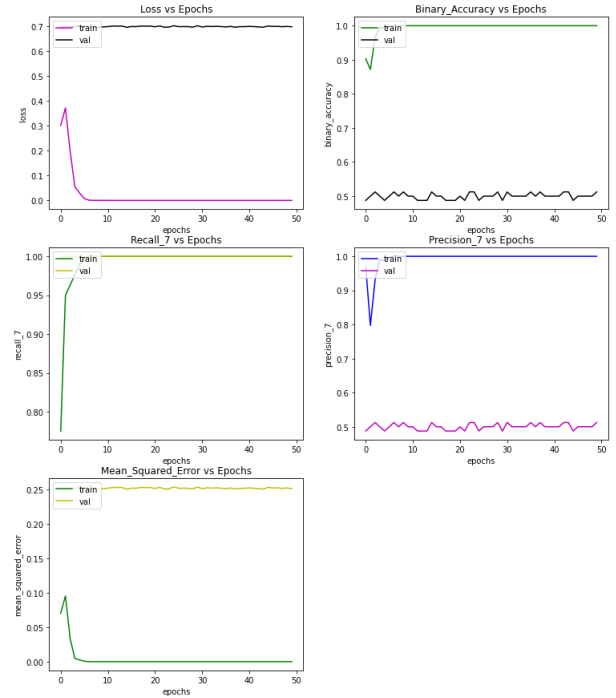 Loss vs Epochs
train
val
0.7
0.6
0.5
0.4
0.3
0.2
0.1
0.0
loss
0 10 20 30 40 50
epochs
Binary_Accuracy vs Epochs
train
val
1.0
0.9
0.8
0.7
0.6
0.5
binary_accuracy
0 10 20 30 40 50
epochs
Recall_7 vs Epochs
train
val
1.00
0.95
0.90
0.85
0.80
recall_7
0 10 20 30 40 50
epochs
Precision_7 vs Epochs
train
val
1.0
0.9
0.8
0.7
0.6
0.5
precision_7
0 10 20 30 40 50
epochs
Mean_Squared_Error vs Epochs
train
val
0.25
0.20
0.15
0.10
0.05
0.00
mean_squared_error
0 10 20 30 40 50
epochs